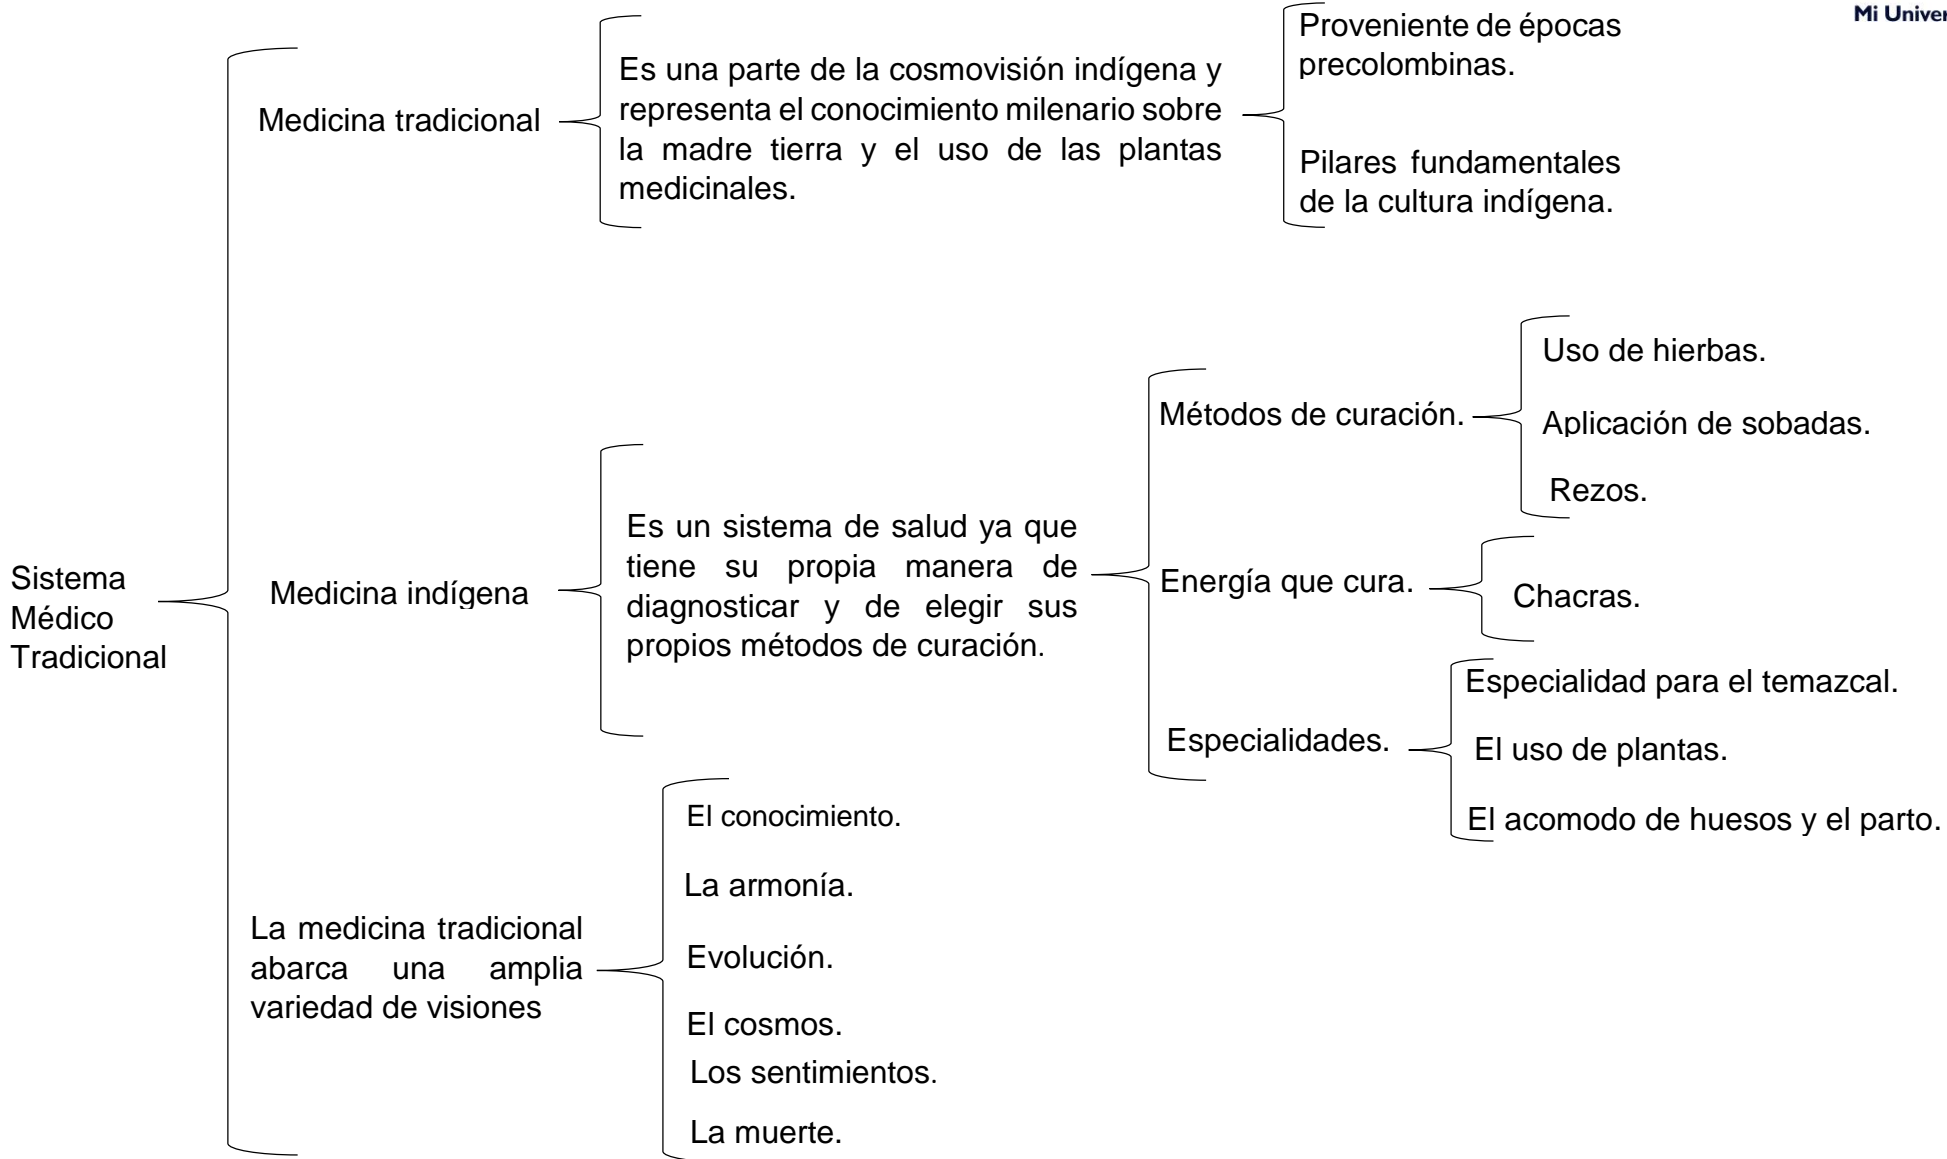 Mi Univer
Sistema
Médico
Tradicional
Medicina tradicional
Es una parte de la cosmovisión indígena y
representa el conocimiento milenario sobre
la madre tierra y el uso de las plantas
medicinales.
Proveniente de épocas
precolombinas.
Pilares fundamentales
de la cultura indígena.
Medicina indígena
Es un sistema de salud ya que
tiene su propia manera de
diagnosticar y de elegir sus
propios métodos de curación.
Métodos de curación.
Uso de hierbas.
Aplicación de sobadas.
Rezos.
Energía que cura.
Chacras.
Especialidades.
Especialidad para el temazcal.
El uso de plantas.
El acomodo de huesos y el parto.
La medicina tradicional
abarca una amplia
variedad de visiones
El conocimiento.
La armonía.
Evolución.
El cosmos.
Los sentimientos.
La muerte.